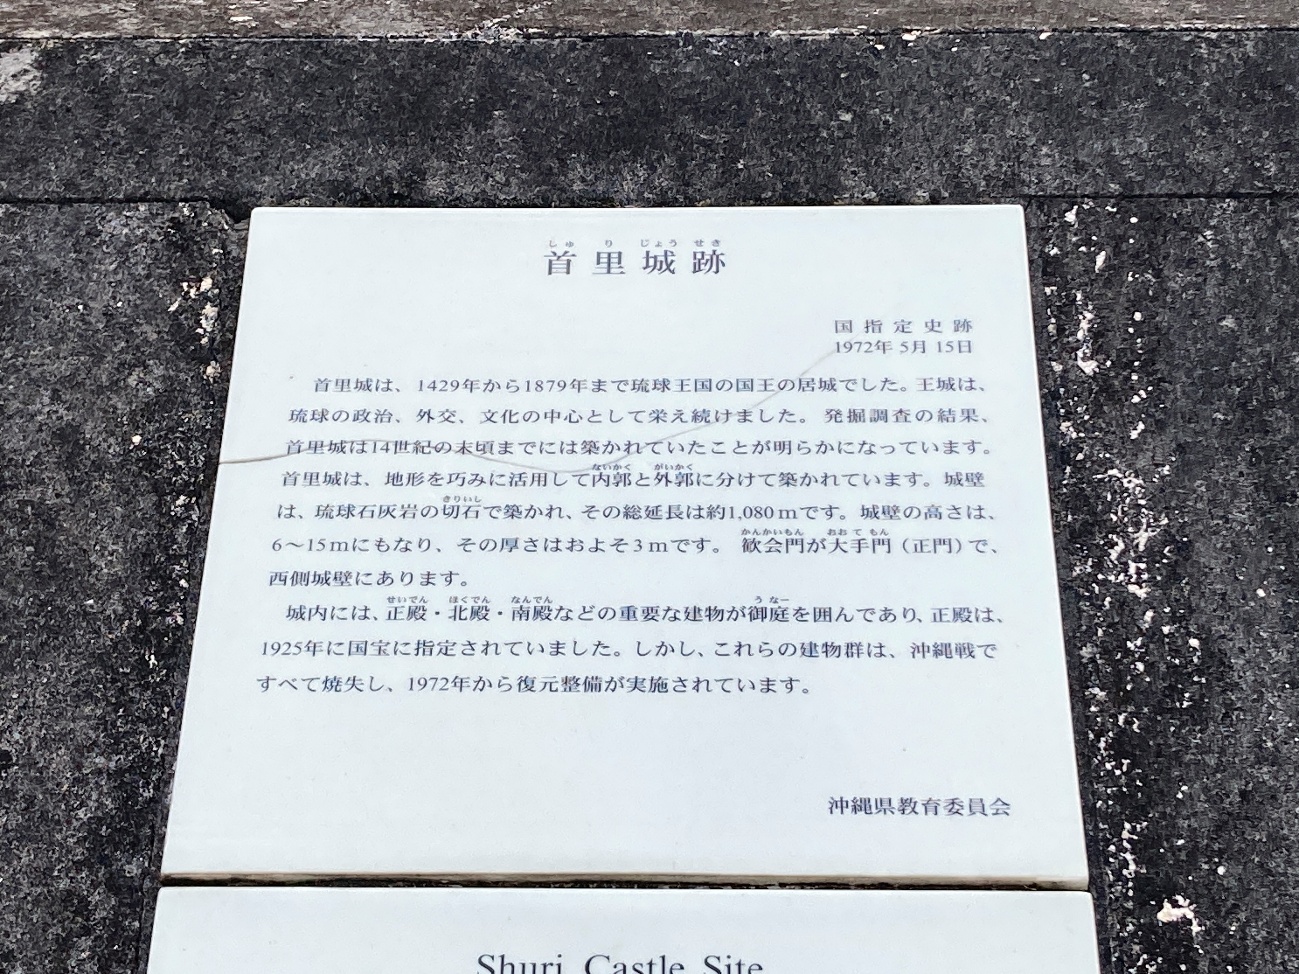 しゅ り じょう せき
首里城跡
国指定史跡
1972年 5月 15日
首里城は、1429年から1879年まで琉球王国の国王の居城でした。王城は、
琉球の政治、外交、文化の中心として栄え続けました。発掘調査の結果、
首里城は14世紀の末頃までには築かれていたことが明らかになっています。
ないかく がいかく
首里城は、地形を巧みに活用して内郭と外郭に分けて築かれています。城壁
きりいし
は、琉球石灰岩の切石で築かれ、その総延長は約1,080mです。城壁の高さは、
かんかいもん おおてもん
6～15mにもなり、その厚さはおよそ3mです。 歓会門が大手門（正門）で、
西側城壁にあります。
せいでん ほくでん なんでん うなー
城内には、正殿・北殿・南殿などの重要な建物が御庭を囲んであり、正殿は、
1925年に国宝に指定されていました。しかし、これらの建物群は、沖縄戦で
すべて焼失し、1972年から復元整備が実施されています。
沖縄県教育委員会
Shuri Castle Site